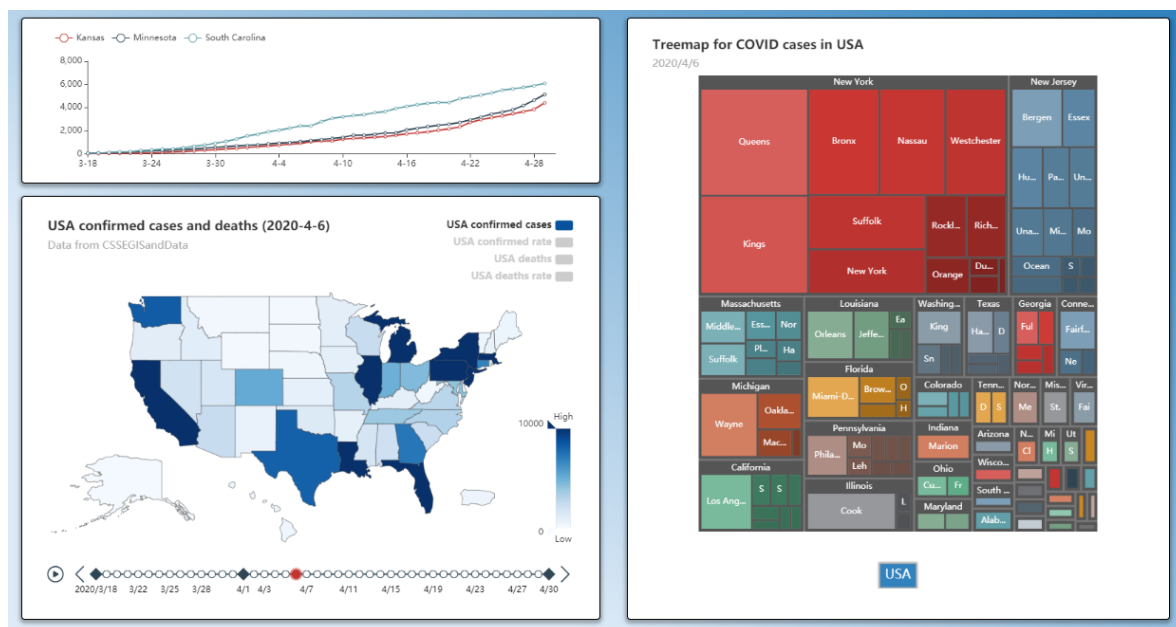 Kansas Minnesota South Carolina
8,000
6,000
4,000
2,000
0
3-18 3-24 3-30 4-4 4-10 4-16 4-22 4-28
USA confirmed cases and deaths (2020-4-6)
Data from CSSEGISandData
USA confirmed cases
USA confirmed rate
USA deaths
USA deaths rate
High
10000
0
Low
2020/3/18 3/22 3/25 3/28 4/1 4/3 4/7 4/11 4/15 4/19 4/23 4/27 4/30
Treemap for COVID cases in USA
2020/4/6
New York New Jersey
Queens Bronx Nassau Westchester Bergen Essex
Hu... Pa... Un...
Kings Suffolk Rockl... Rich... Una... Mi... Mo
New York Orange Du... Ocean S
Massachusetts Louisiana Washing... Texas Georgia Conne...
Middle... Ess... Nor Orleans Jeffe... Ea King Ha... D Ful Fairf...
Suffolk Pl... Ha Sn Ne
Florida
Michigan Miami-D... Brow... O Colorado Tenn... Nor... Mis... Vir...
Wayne Oakla... H D S Me St. Fai
Pennsylvania Indiana Arizona N... Mi Ut
Mac... Phila... Mo Marion Cl H S
Leh Wisco...
California Ohio
Los Ang... S S Illinois Cu... Fr South ...
Cook L Maryland Alab...
USA